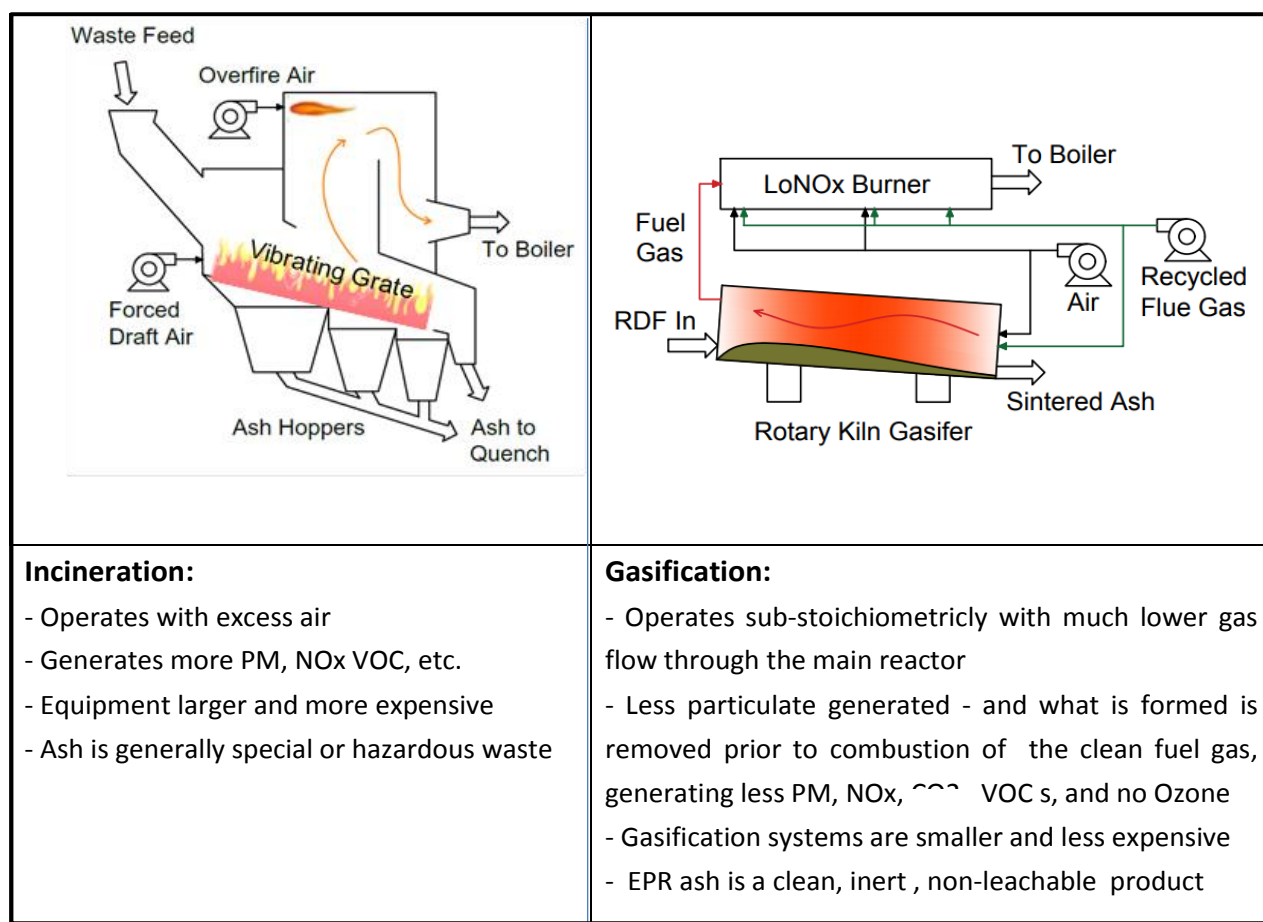 Waste Feed
Overfire Air
To Boiler
Vibrating Grate
Forced
Draft Air
Ash Hoppers
Ash to
Quench
To Boiler
LoNOx Burner
Fuel
Gas
Air
Recycled
Flue Gas
RDF In
Sintered Ash
Rotary Kiln Gasifer
Incineration:
- Operates with excess air
- Generates more PM, NOx VOC, etc.
- Equipment larger and more expensive
- Ash is generally special or hazardous waste
Gasification:
- Operates sub-stoichiometricly with much lower gas
flow through the main reactor
- Less particulate generated - and what is formed is
removed prior to combustion of the clean fuel gas,
generating less PM, NOx, VOC s, and no Ozone
- Gasification systems are smaller and less expensive
- EPR ash is a clean, inert , non-leachable product